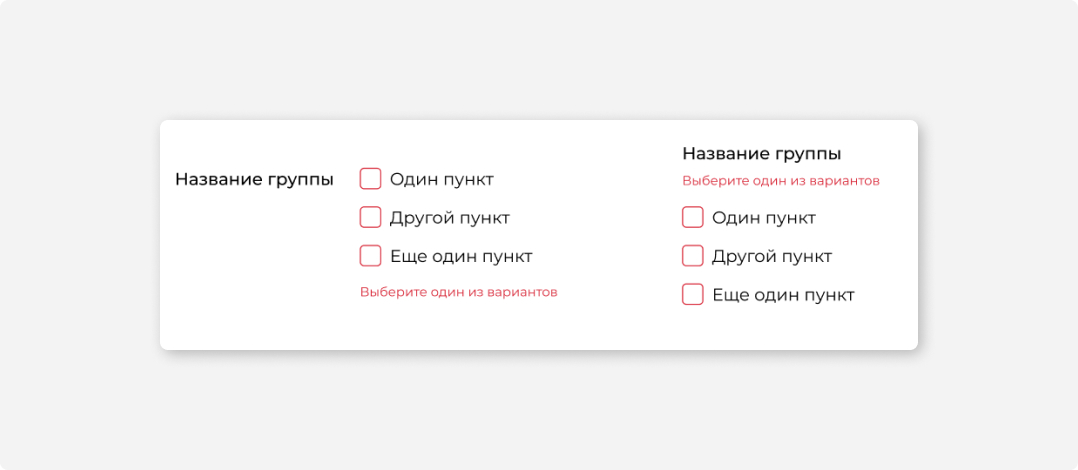 Название группы
Один пункт
Другой пункт
Еще один пункт
Выберите один из вариантов
Название группы
Выберите один из вариантов
Один пункт
Другой пункт
Еще один пункт